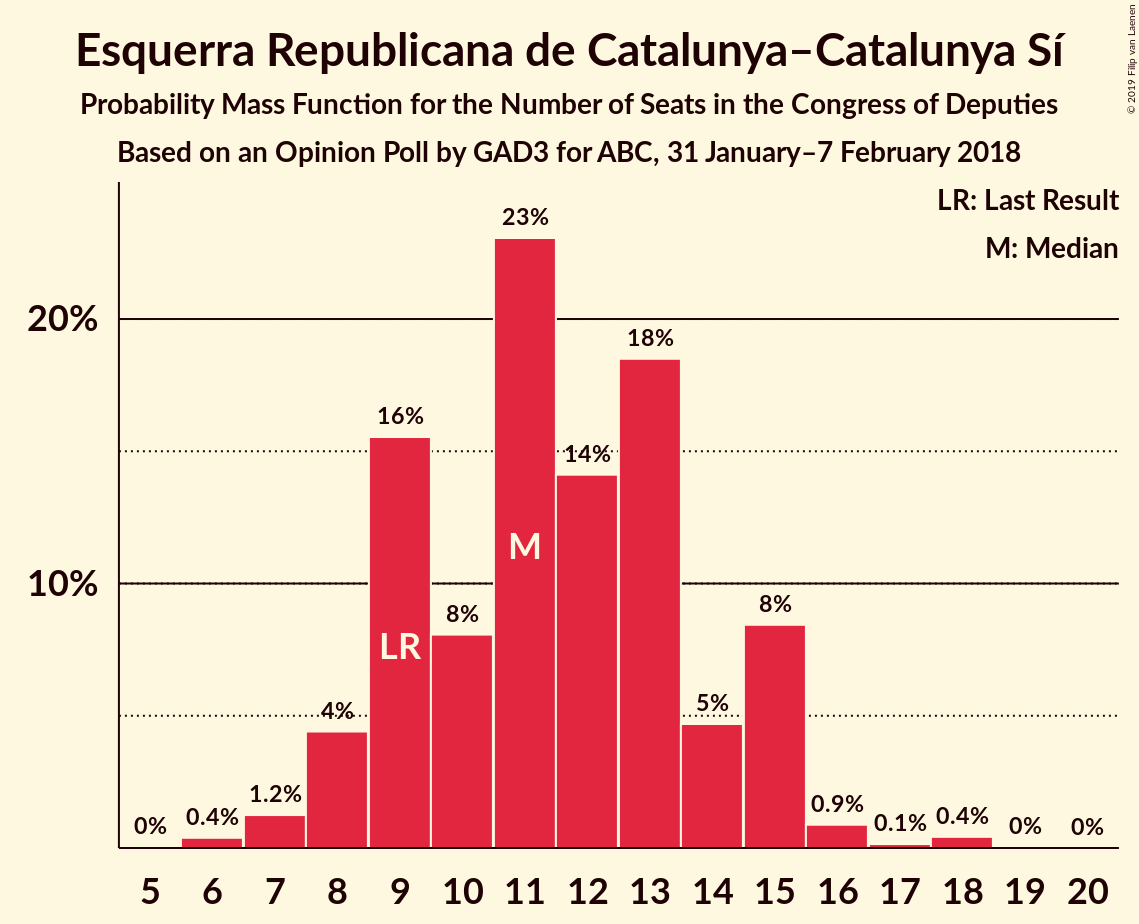 Esquerra Republicana de Catalunya–Catalunya Sí
Probability Mass Function for the Number of Seats in the Congress of Deputies
Based on an Opinion Poll by GAD3 for ABC, 31 January–7 February 2018
© 2019 Filip van Laenen
LR: Last Result
M: Median
20%
10%
0%
0.4%
1.2%
4%
16%
8%
23%
14%
18%
5%
8%
0.9%
0.1%
0.4%
0%
0%
LR
M
5 6 7 8 9 10 11 12 13 14 15 16 17 18 19 20